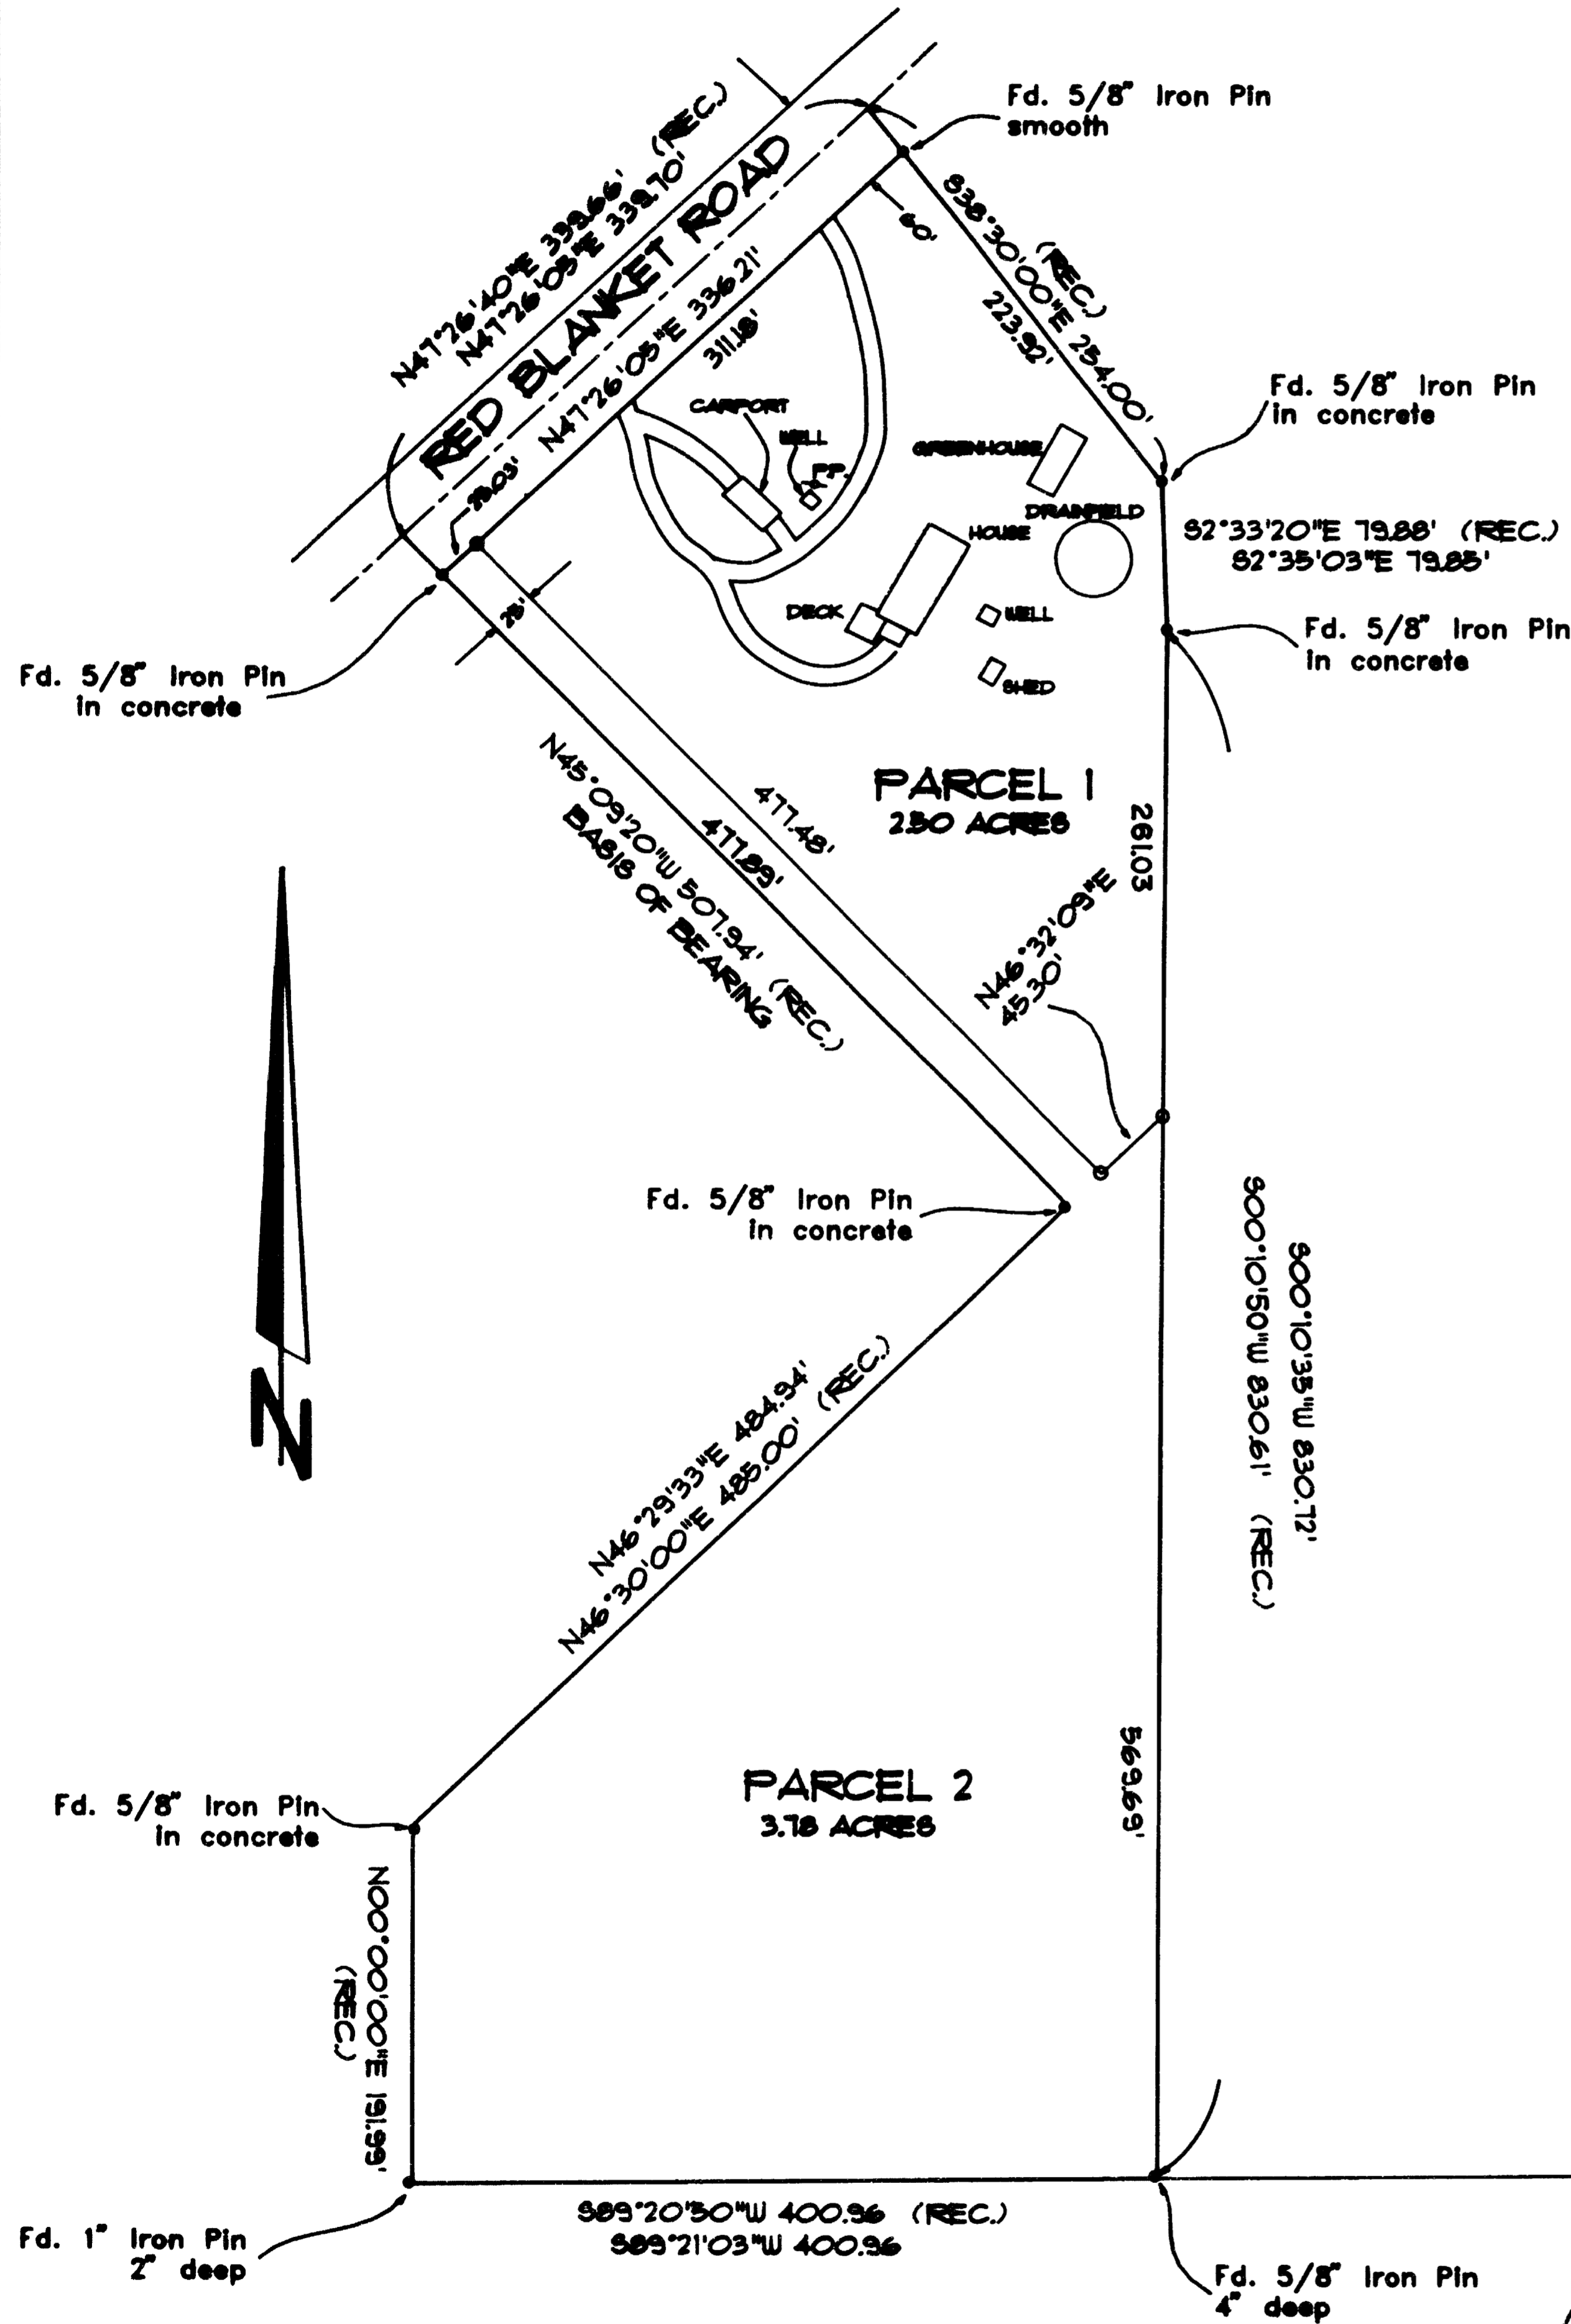 Fd. 5/8" Iron Pin
smooth
N47°26'40"E 339.66' (REC.)
N47°26'05"E 339.70'
RED BLANKET ROAD
N47°26'05"E 336.21'
311.18'
25.03'
60'
(REC.)
S38°30'00"E 254.00'
223.92'
Fd. 5/8" Iron Pin
in concrete
CARPORT
WELL
P.P.
GREENHOUSE
DRAINFIELD
HOUSE
S2°33'20"E 79.88' (REC.)
S2°35'03"E 79.85'
DECK
WELL
SHED
25'
Fd. 5/8" Iron Pin
in concrete
Fd. 5/8" Iron Pin
in concrete
PARCEL 1
2.50 ACRES
261.03
477.48'
477.89'
N45°09'20"W 507.94' (REC.)
BASIS OF BEARING
N46°32'09"E
45.30'
Fd. 5/8" Iron Pin
in concrete
S00°10'35"W 830.72'
S00°10'50"W 830.61' (REC.)
N
N46°29'33"E 484.94'
N46°30'00"E 485.00' (REC.)
PARCEL 2
3.78 ACRES
569.69'
Fd. 5/8" Iron Pin
in concrete
N00°00'00"E 191.99'
(REC.)
S89°20'50"W 400.96 (REC.)
S89°21'03"W 400.96
Fd. 1" Iron Pin
2" deep
Fd. 5/8" Iron Pin
4" deep